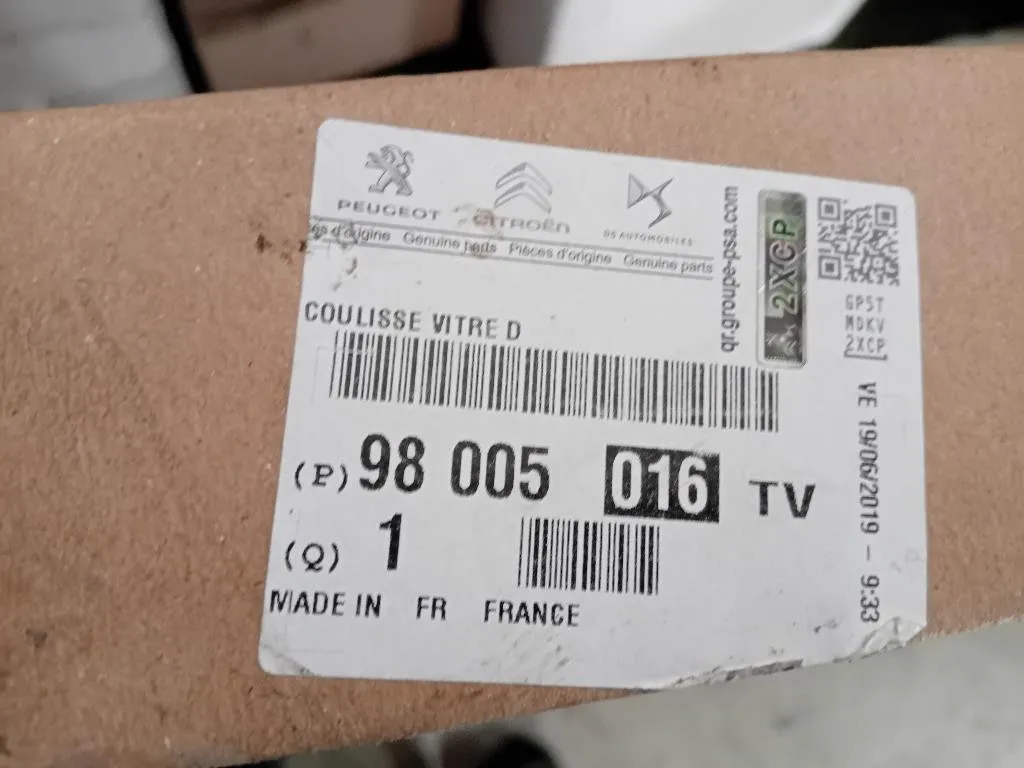 PEUGEOT CITROËN DS AUTOMOBILES
d'origine Genuine parts Pièces d'origine Genuine parts
qr.groupe-psa.com
2XCP
GPST
MDKV
2XCP
COULISSE VITRE D
(P) 98 005 016 TV
(Q) 1
MADE IN FR FRANCE
VE 19/06/2019 - 9:33